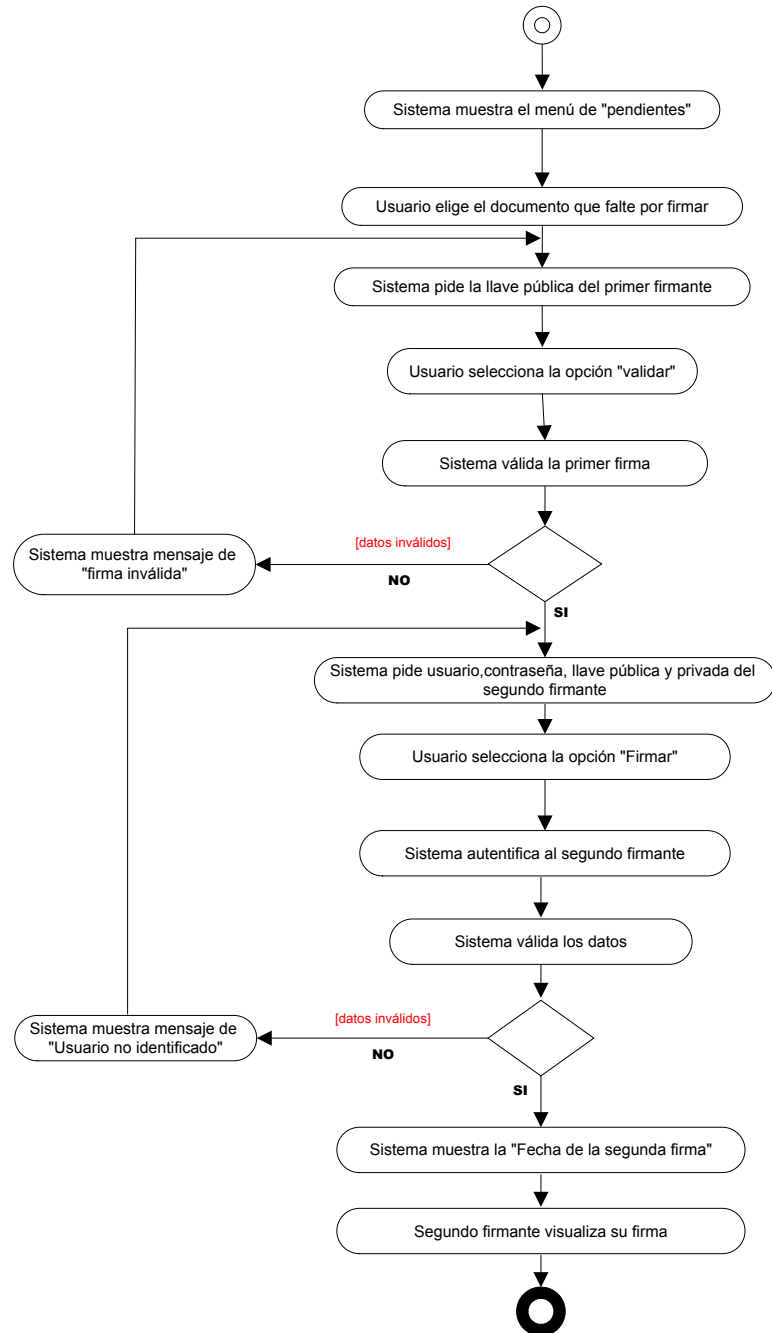 Sistema muestra el menú de "pendientes"
Usuario elige el documento que falte por firmar
Sistema pide la llave pública del primer firmante
Usuario selecciona la opción "validar"
Sistema válida la primer firma
[datos inválidos]
Sistema muestra mensaje de
"firma inválida"
NO
SI
Sistema pide usuario,contraseña, llave pública y privada del
segundo firmante
Usuario selecciona la opción "Firmar"
Sistema autentifica al segundo firmante
Sistema válida los datos
[datos inválidos]
Sistema muestra mensaje de
"Usuario no identificado"
NO
SI
Sistema muestra la "Fecha de la segunda firma"
Segundo firmante visualiza su firma